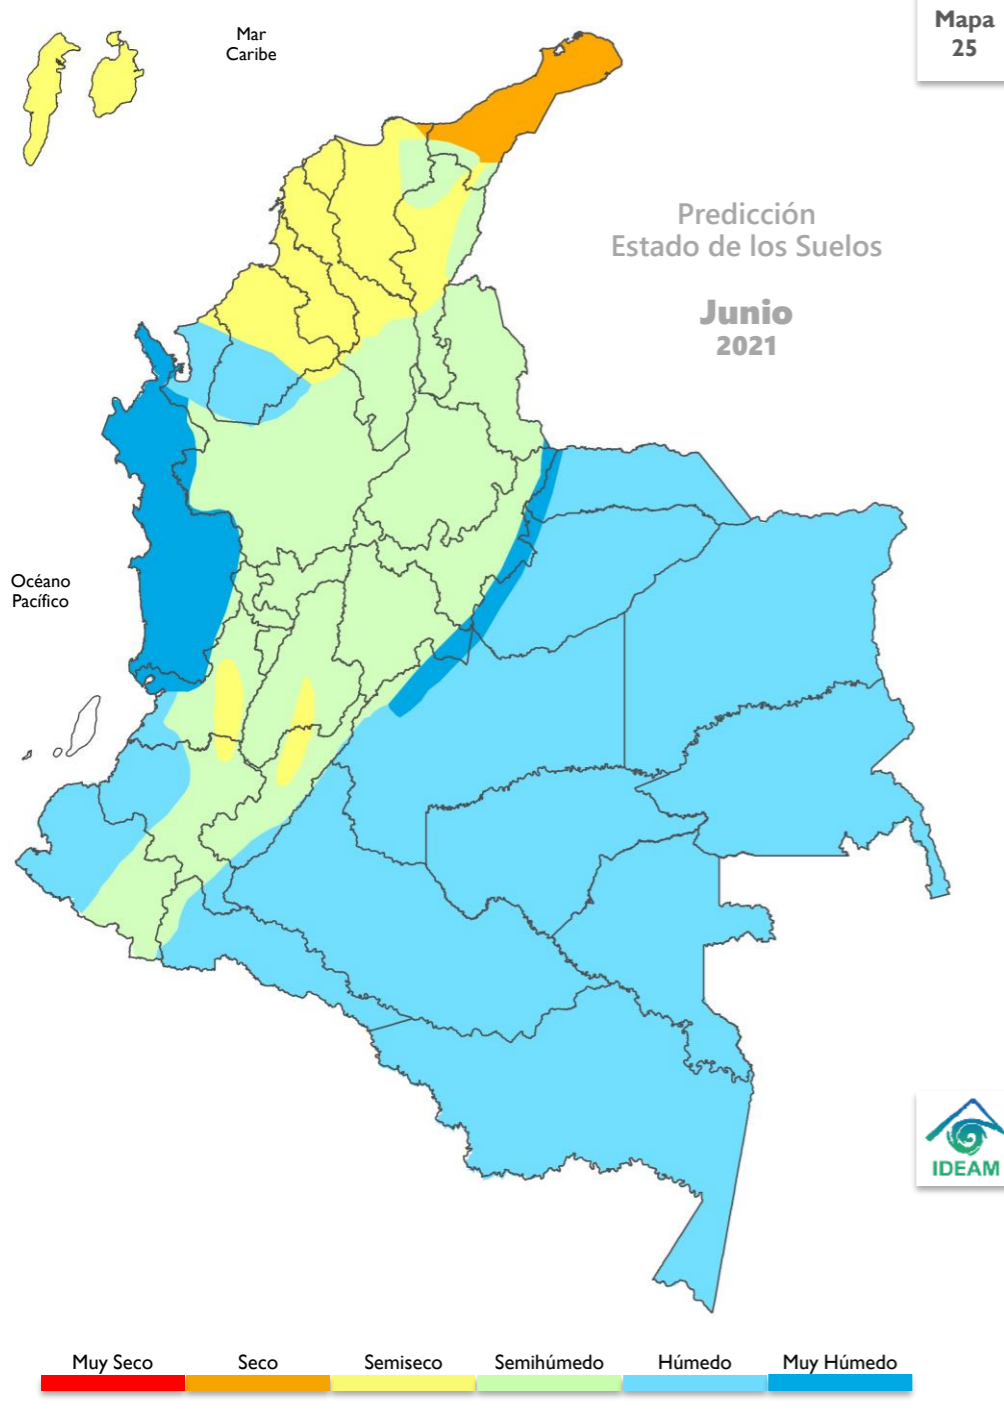 Mapa
25
Mar
Caribe
Predicción
Estado de los Suelos
Junio
2021
Océano
Pacífico
IDEAM
Muy Seco
Seco
Semiseco
Semihúmedo
Húmedo
Muy Húmedo